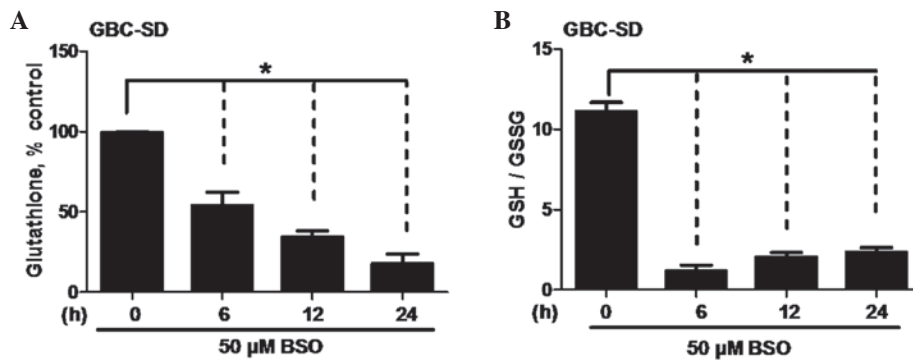 A
GBC-SD
Glutathlone, % control
150
100
50
0
*
(h) 0 6 12 24
50 µM BSO
B
GBC-SD
GSH / GSSG
15
10
5
0
*
(h) 0 6 12 24
50 µM BSO